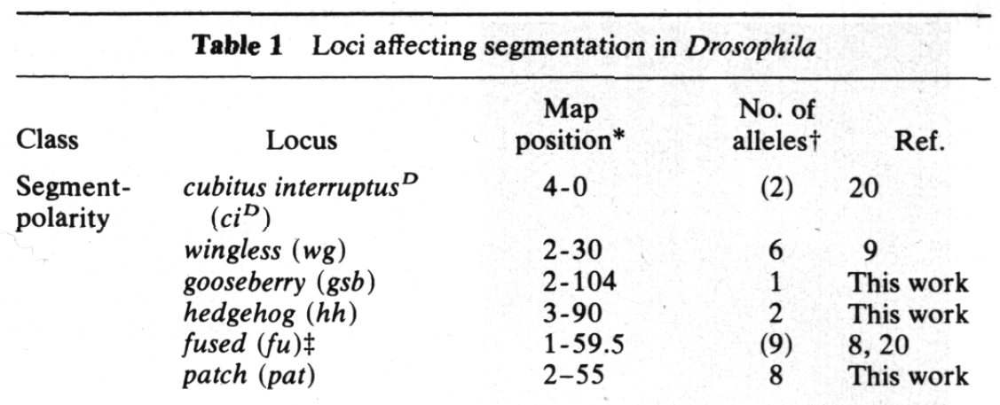 Table 1 Loci affecting segmentation in Drosophila
Class Locus Map position* No. of alleles† Ref.
Segment-polarity cubitus interruptusᴰ (ciᴰ) 4-0 (2) 20
wingless (wg) 2-30 6 9
gooseberry (gsb) 2-104 1 This work
hedgehog (hh) 3-90 2 This work
fused (fu)‡ 1-59.5 (9) 8, 20
patch (pat) 2–55 8 This work